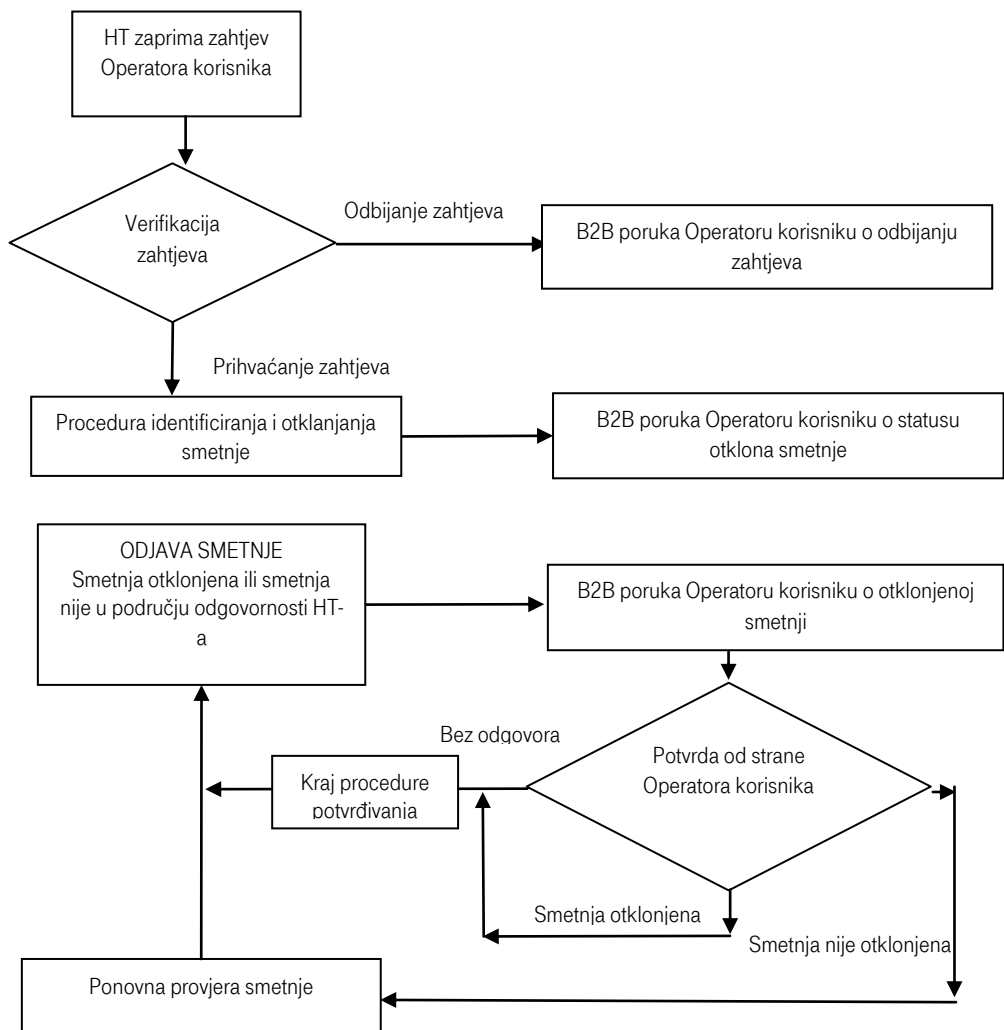 HT zaprima zahtjev
Operatora korisnika
Verifikacija
zahtjeva
Odbijanje zahtjeva
B2B poruka Operatoru korisniku o odbijanju
zahtjeva
Prihvaćanje zahtjeva
Procedura identificiranja i otklanjanja
smetnje
B2B poruka Operatoru korisniku o statusu
otklona smetnje
ODJAVA SMETNJE
Smetnja otklonjena ili smetnja
nije u području odgovornosti HT-
a
B2B poruka Operatoru korisniku o otklonjenoj
smetnji
Bez odgovora
Potvrda od strane
Operatora korisnika
Kraj procedure
potvrđivanja
Smetnja otklonjena
Smetnja nije otklonjena
Ponovna provjera smetnje